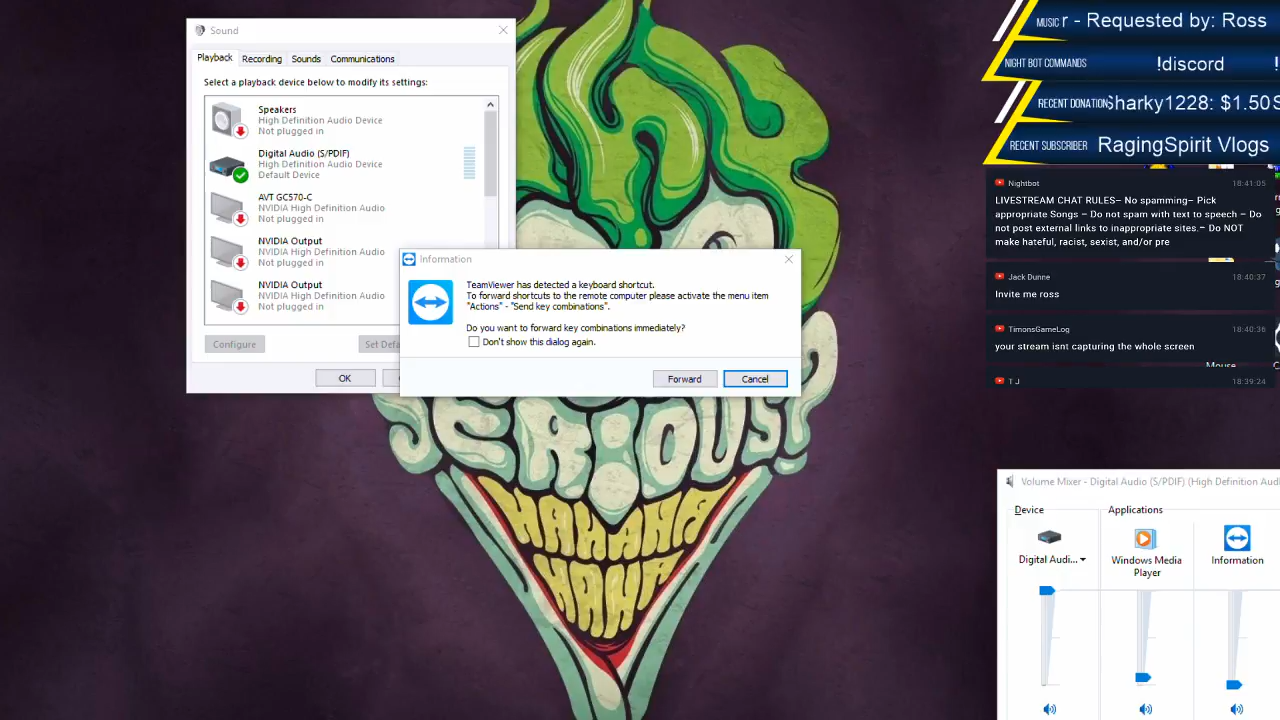 Sound
Playback
Recording
Sounds
Communications
Select a playback device below to modify its settings:
Speakers
High Definition Audio Device
Not plugged in
Digital Audio (S/PDIF)
High Definition Audio Device
Default Device
AVT GC570-C
NVIDIA High Definition Audio
Not plugged in
NVIDIA Output
NVIDIA High Definition Audio
Not plugged in
NVIDIA Output
NVIDIA High Definition Audio
Not plugged in
Configure
Set Defa
OK
Information
TeamViewer has detected a keyboard shortcut.
To forward shortcuts to the remote computer please activate the menu item
"Actions" - "Send key combinations".
Do you want to forward key combinations immediately?
Don't show this dialog again.
Forward
Cancel
SERIOUS?
HAHAHA
HAHA
MUSIC r - Requested by: Ross
NIGHT BOT COMMANDS !discord !
RECENT DONATION Sharky1228: $1.50
RECENT SUBSCRIBER RagingSpirit Vlogs
Nightbot 18:41:05
LIVESTREAM CHAT RULES– No spamming– Pick
appropriate Songs – Do not spam with text to speech – Do
not post external links to inappropriate sites.– Do NOT
make hateful, racist, sexist, and/or pre
Jack Dunne 18:40:37
Invite me ross
TimonsGameLog 18:40:36
your stream isnt capturing the whole screen
Mouse
T J 18:39:24
Volume Mixer - Digital Audio (S/PDIF) (High Definition Audi
Device
Applications
Digital Audi...
Windows Media
Player
Information